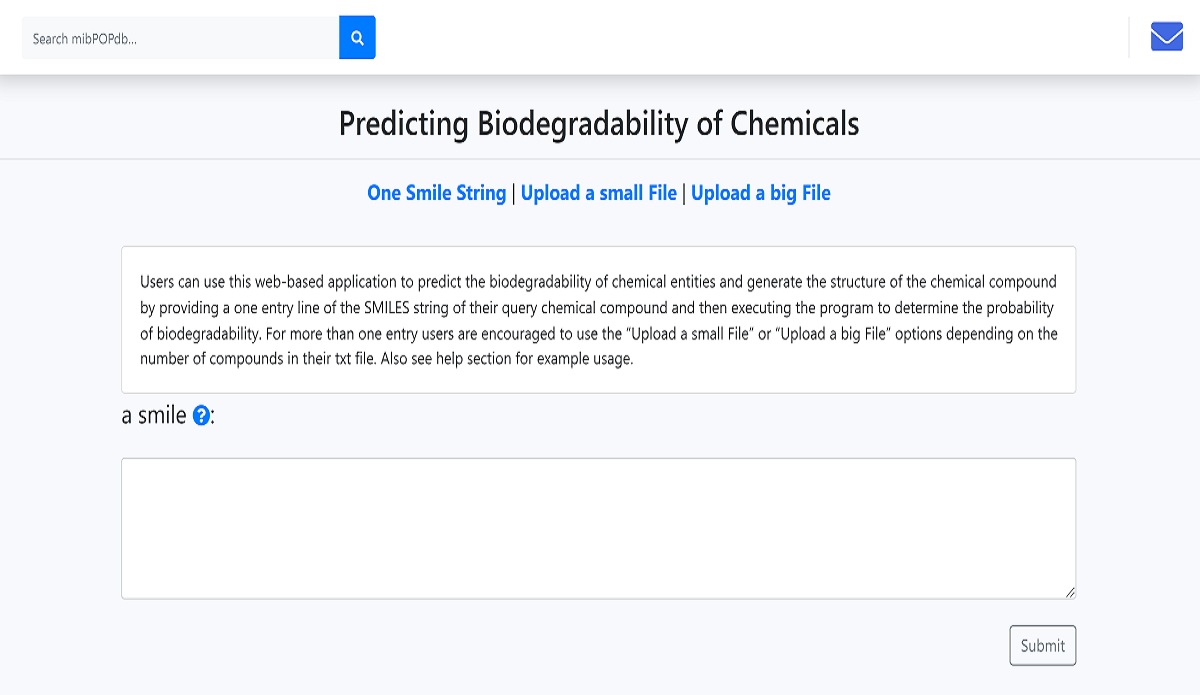 Search mibPOPdb...
Predicting Biodegradability of Chemicals
One Smile String | Upload a small File | Upload a big File
Users can use this web-based application to predict the biodegradability of chemical entities and generate the structure of the chemical compound
by providing a one entry line of the SMILES string of their query chemical compound and then executing the program to determine the probability
of biodegradability. For more than one entry users are encouraged to use the “Upload a small File” or “Upload a big File” options depending on the
number of compounds in their txt file. Also see help section for example usage.
a smile ?:
Submit